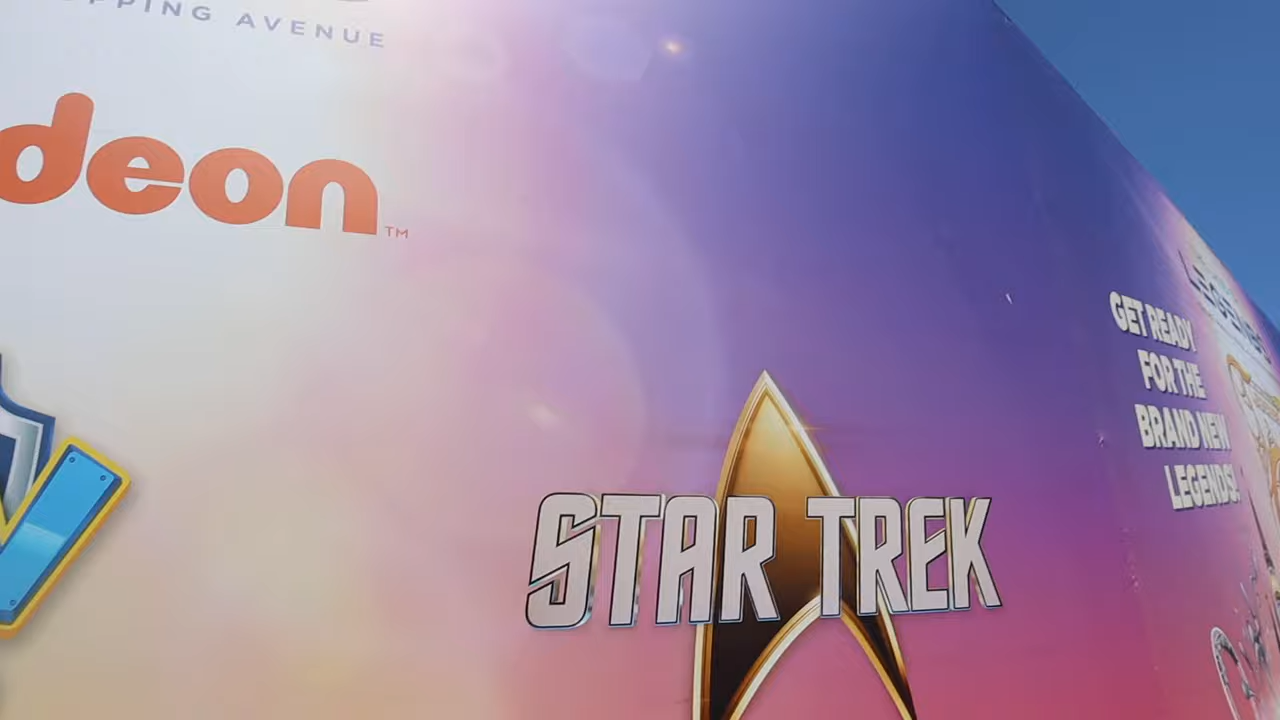 PPING AVENUE
deon™
STAR TREK
GET READY
FOR THE
BRAND NEW
LEGENDS!